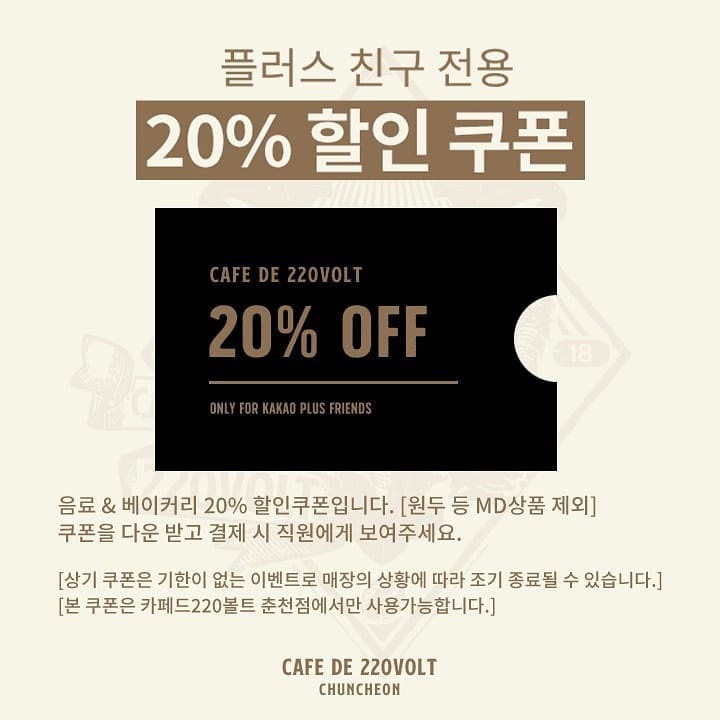 플러스 친구 전용
20% 할인 쿠폰
CAFE DE 220VOLT
20% OFF
ONLY FOR KAKAO PLUS FRIENDS
18
220VOLT
음료 & 베이커리 20% 할인쿠폰입니다. [원두 등 MD상품 제외]
쿠폰을 다운 받고 결제 시 직원에게 보여주세요.
[상기 쿠폰은 기한이 없는 이벤트로 매장의 상황에 따라 조기 종료될 수 있습니다.]
[본 쿠폰은 카페드220볼트 춘천점에서만 사용가능합니다.]
CAFE DE 220VOLT
CHUNCHEON